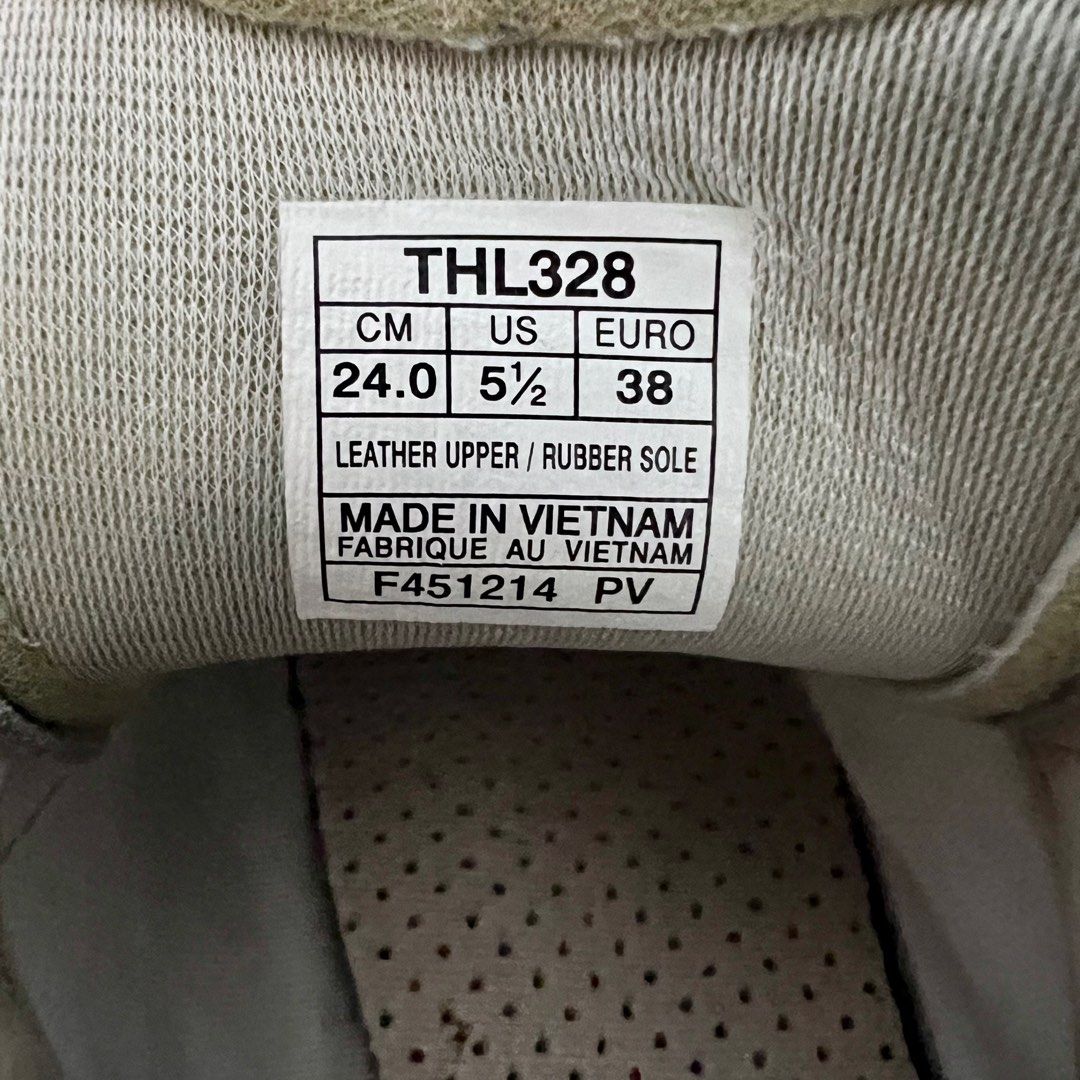 THL328
CM US EURO
24.0 5½ 38
LEATHER UPPER / RUBBER SOLE
MADE IN VIETNAM
FABRIQUE AU VIETNAM
F451214 PV